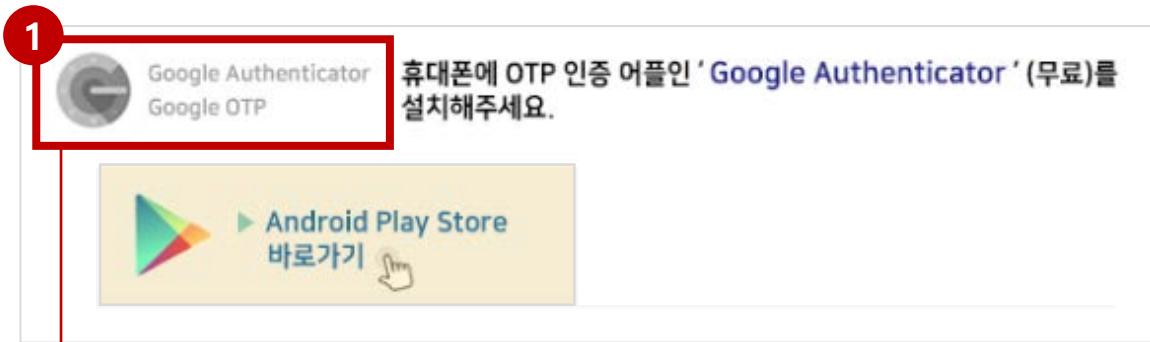 1
Google Authenticator
Google OTP
휴대폰에 OTP 인증 어플인 ‘ Google Authenticator ’ (무료)를
설치해주세요.
▶ Android Play Store
바로가기